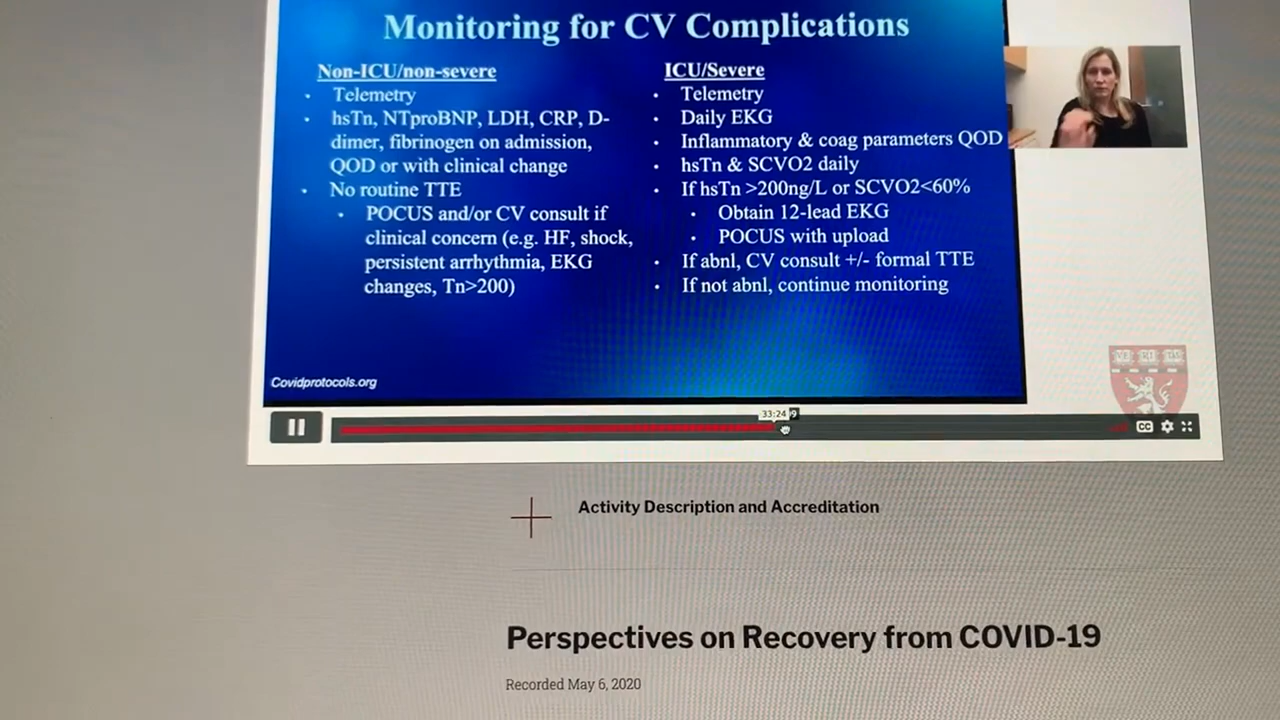 Monitoring for CV Complications
Non-ICU/non-severe
• Telemetry
• hsTn, NTproBNP, LDH, CRP, D-
dimer, fibrinogen on admission,
QOD or with clinical change
• No routine TTE
• POCUS and/or CV consult if
clinical concern (e.g. HF, shock,
persistent arrhythmia, EKG
changes, Tn>200)
ICU/Severe
• Telemetry
• Daily EKG
• Inflammatory & coag parameters QOD
• hsTn & SCVO2 daily
• If hsTn >200ng/L or SCVO2<60%
• Obtain 12-lead EKG
• POCUS with upload
• If abnl, CV consult +/- formal TTE
• If not abnl, continue monitoring
Covidprotocols.org
33:24
CC
Activity Description and Accreditation
Perspectives on Recovery from COVID-19
Recorded May 6, 2020